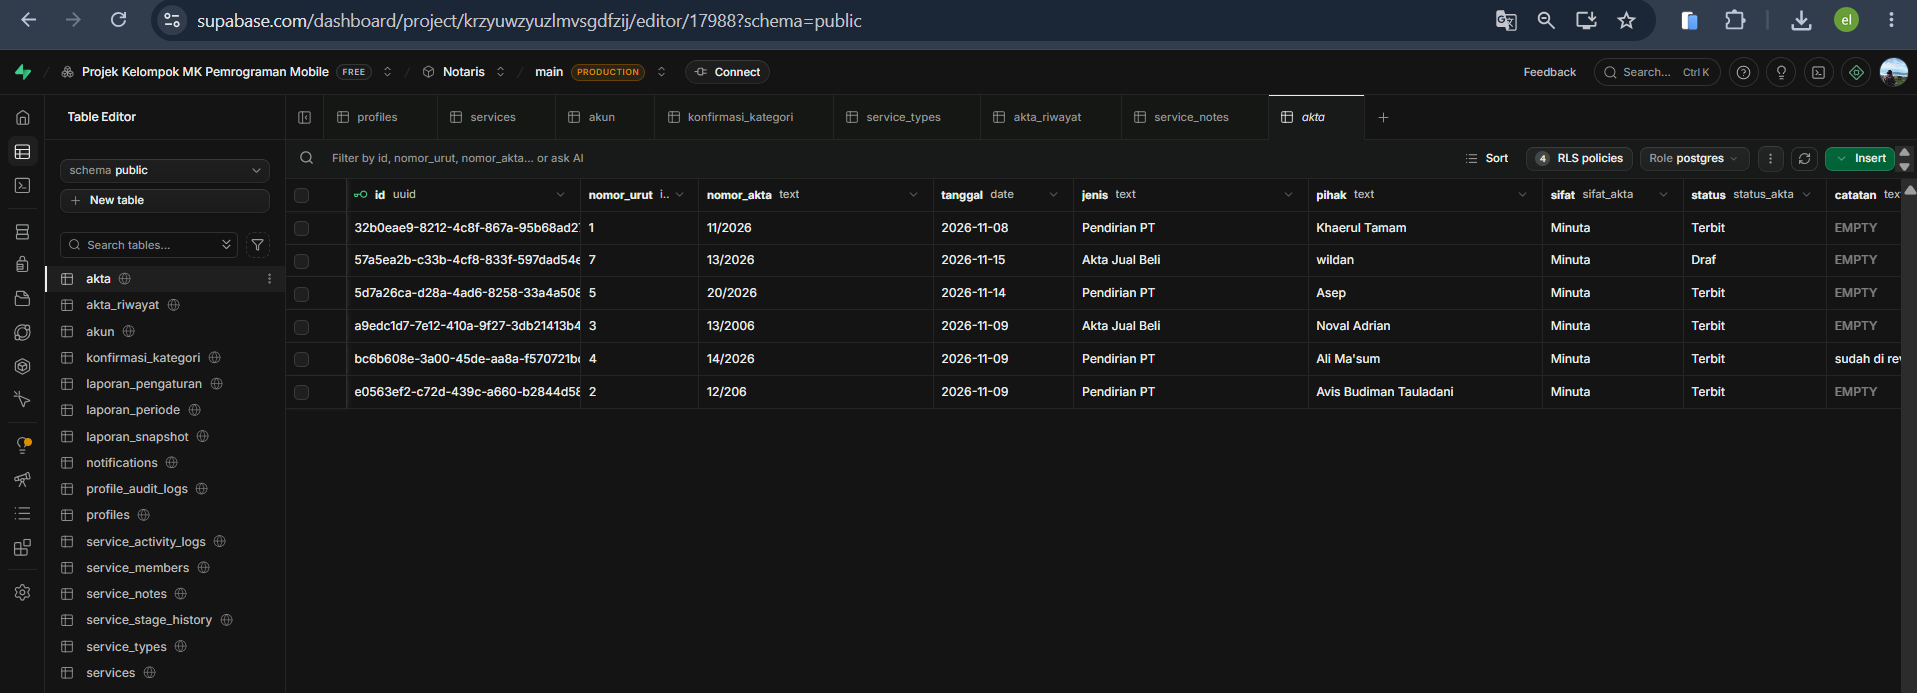 supabase.com/dashboard/project/krzyuwzyuzlmvsgdfzij/editor/17988?schema=public
el
Projek Kelompok MK Pemrograman Mobile FREE / Notaris / main PRODUCTION Connect
Feedback Search... Ctrl K
Table Editor
profiles services akun konfirmasi_kategori service_types akta_riwayat service_notes akta
schema public
New table
Search tables...
akta
akta_riwayat
akun
konfirmasi_kategori
laporan_pengaturan
laporan_periode
laporan_snapshot
notifications
profile_audit_logs
profiles
service_activity_logs
service_members
service_notes
service_stage_history
service_types
services
Filter by id, nomor_urut, nomor_akta... or ask AI Sort 4 RLS policies Role postgres Insert
id uuid nomor_urut i.. nomor_akta text tanggal date jenis text pihak text sifat sifat_akta status status_akta catatan tex
32b0eae9-8212-4c8f-867a-95b68ad27 1 11/2026 2026-11-08 Pendirian PT Khaerul Tamam Minuta Terbit EMPTY
57a5ea2b-c33b-4cf8-833f-597dad54e 7 13/2026 2026-11-15 Akta Jual Beli wildan Minuta Draf EMPTY
5d7a26ca-d28a-4ad6-8258-33a4a508 5 20/2026 2026-11-14 Pendirian PT Asep Minuta Terbit EMPTY
a9edc1d7-7e12-410a-9f27-3db21413b4 3 13/2006 2026-11-09 Akta Jual Beli Noval Adrian Minuta Terbit EMPTY
bc6b608e-3a00-45de-aa8a-f570721b 4 14/2026 2026-11-09 Pendirian PT Ali Ma'sum Minuta Terbit sudah di re
e0563ef2-c72d-439c-a660-b2844d58 2 12/206 2026-11-09 Pendirian PT Avis Budiman Tauladani Minuta Terbit EMPTY